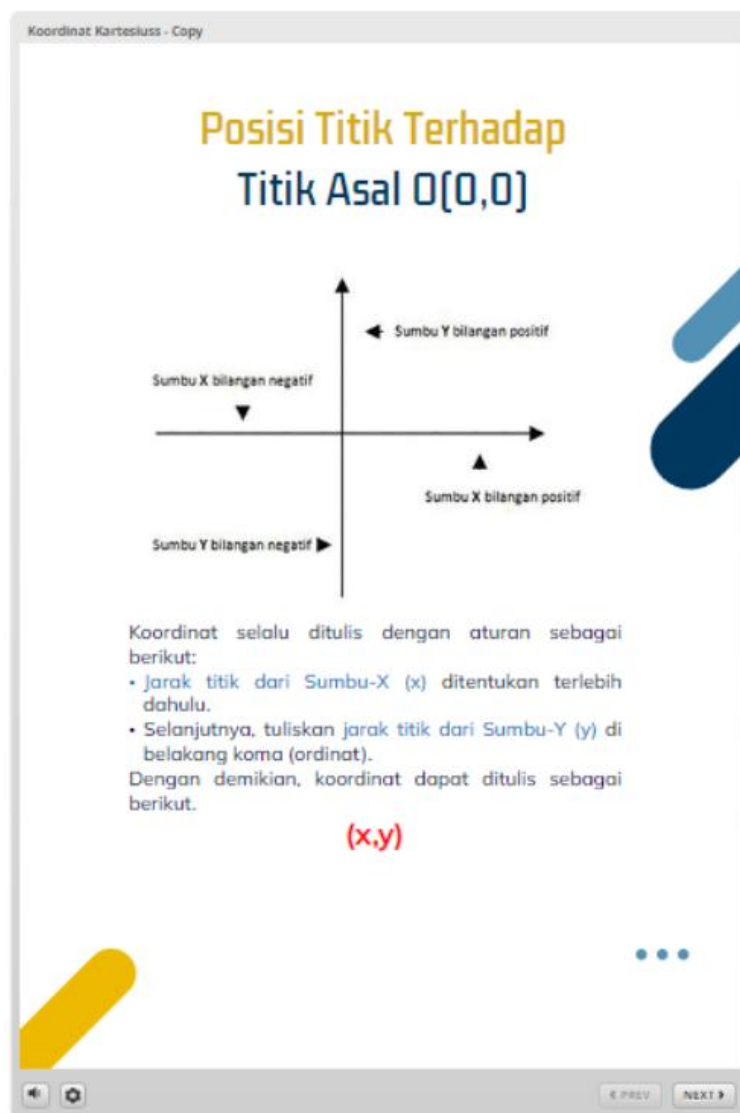 Koordinat Kartesiuss - Copy
Posisi Titik Terhadap
Titik Asal O(0,0)
Sumbu Y bilangan positif
Sumbu X bilangan negatif
Sumbu X bilangan positif
Sumbu Y bilangan negatif
Koordinat selalu ditulis dengan aturan sebagai
berikut:
• Jarak titik dari Sumbu-X (x) ditentukan terlebih
dahulu.
• Selanjutnya, tuliskan jarak titik dari Sumbu-Y (y) di
belakang koma (ordinat).
Dengan demikian, koordinat dapat ditulis sebagai
berikut.
(x,y)
PREV NEXT